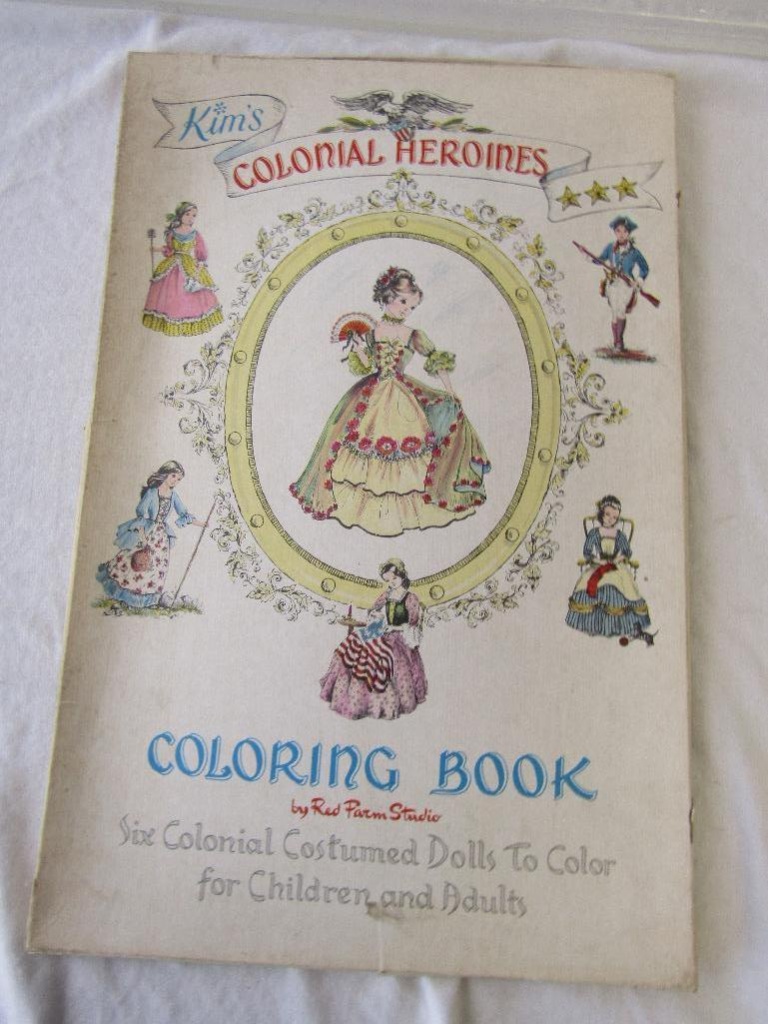 Kim's
COLONIAL HEROINES
COLORING BOOK
by Red Farm Studio
Six Colonial Costumed Dolls To Color
for Children and Adults